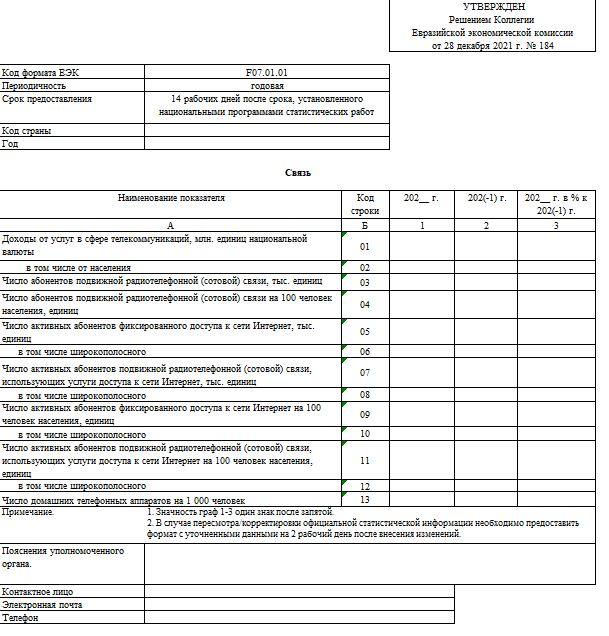 УТВЕРЖДЕН
Решением Коллегии
Евразийской экономической комиссии
от 28 декабря 2021 г. № 184
Код формата ЕЭК F07.01.01
Периодичность годовая
Срок предоставления 14 рабочих дней после срока, установленного
национальными программами статистических работ
Код страны
Год
Связь
Наименование показателя Код строки 202__ г. 202(-1) г. 202__ г. в % к 202(-1) г.
А Б 1 2 3
Доходы от услуг в сфере телекоммуникаций, млн. единиц национальной
валюты 01
в том числе от населения 02
Число абонентов подвижной радиотелефонной (сотовой) связи, тыс. единиц 03
Число абонентов подвижной радиотелефонной (сотовой) связи на 100 человек
населения, единиц 04
Число активных абонентов фиксированного доступа к сети Интернет, тыс.
единиц 05
в том числе широкополосного 06
Число активных абонентов подвижной радиотелефонной (сотовой) связи,
использующих услуги доступа к сети Интернет, тыс. единиц 07
в том числе широкополосного 08
Число активных абонентов фиксированного доступа к сети Интернет на 100
человек населения, единиц 09
в том числе широкополосного 10
Число активных абонентов подвижной радиотелефонной (сотовой) связи,
использующих услуги доступа к сети Интернет на 100 человек населения,
единиц 11
в том числе широкополосного 12
Число домашних телефонных аппаратов на 1 000 человек 13
Примечание. 1. Значность граф 1-3 один знак после запятой.
2. В случае пересмотра/корректировки официальной статистической информации необходимо предоставить
формат с уточненными данными на 2 рабочий день после внесения изменений.
Пояснения уполномоченного
органа.
Контактное лицо
Электронная почта
Телефон